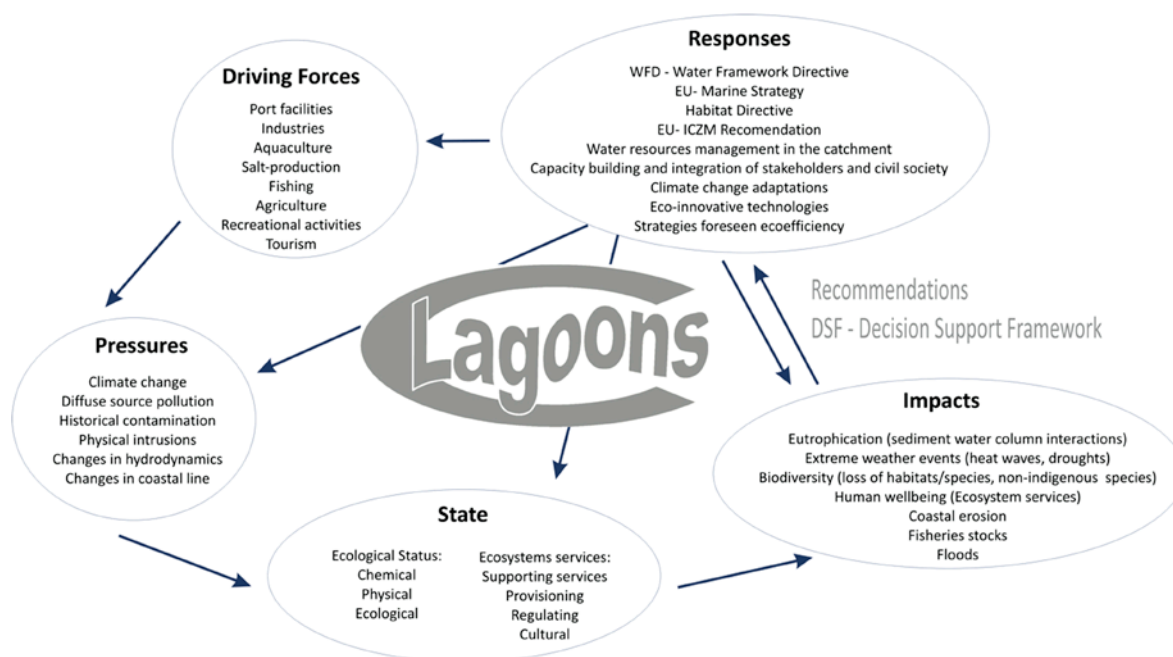 Responses
WFD - Water Framework Directive
EU- Marine Strategy
Habitat Directive
EU- ICZM Recomendation
Water resources management in the catchment
Capacity building and integration of stakeholders and civil society
Climate change adaptations
Eco-innovative technologies
Strategies foreseen ecoefficiency
Driving Forces
Port facilities
Industries
Aquaculture
Salt-production
Fishing
Agriculture
Recreational activities
Tourism
Lagoons
Recommendations
DSF - Decision Support Framework
Pressures
Climate change
Diffuse source pollution
Historical contamination
Physical intrusions
Changes in hydrodynamics
Changes in coastal line
Impacts
Eutrophication (sediment water column interactions)
Extreme weather events (heat waves, droughts)
Biodiversity (loss of habitats/species, non-indigenous species)
Human wellbeing (Ecosystem services)
Coastal erosion
Fisheries stocks
Floods
State
Ecological Status:
Chemical
Physical
Ecological
Ecosystems services:
Supporting services
Provisioning
Regulating
Cultural